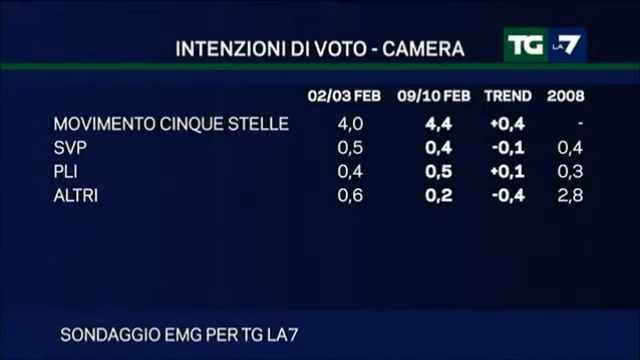 INTENZIONI DI VOTO - CAMERA
TG LA 7
02/03 FEB 09/10 FEB TREND 2008
MOVIMENTO CINQUE STELLE 4,0 4,4 +0,4 -
SVP 0,5 0,4 -0,1 0,4
PLI 0,4 0,5 +0,1 0,3
ALTRI 0,6 0,2 -0,4 2,8
SONDAGGIO EMG PER TG LA7